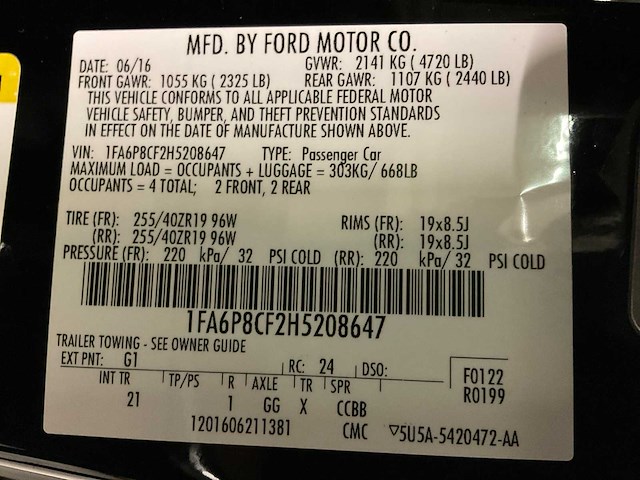 MFD. BY FORD MOTOR CO.
DATE: 06/16 GVWR: 2141 KG ( 4720 LB)
FRONT GAWR: 1055 KG ( 2325 LB) REAR GAWR: 1107 KG ( 2440 LB)
THIS VEHICLE CONFORMS TO ALL APPLICABLE FEDERAL MOTOR
VEHICLE SAFETY, BUMPER, AND THEFT PREVENTION STANDARDS
IN EFFECT ON THE DATE OF MANUFACTURE SHOWN ABOVE.
VIN: 1FA6P8CF2H5208647 TYPE: Passenger Car
MAXIMUM LOAD = OCCUPANTS + LUGGAGE = 303KG/ 668LB
OCCUPANTS = 4 TOTAL; 2 FRONT, 2 REAR
TIRE (FR): 255/40ZR19 96W RIMS (FR): 19x8.5J
(RR): 255/40ZR19 96W (RR): 19x8.5J
PRESSURE (FR): 220 kPa/ 32 PSI COLD (RR): 220 kPa/ 32 PSI COLD
1FA6P8CF2H5208647
TRAILER TOWING - SEE OWNER GUIDE
EXT PNT: G1 RC: 24 DSO: F0122
INT TR TP/PS R AXLE TR SPR R0199
21 1 GG X CCBB
1201606211381 CMC ▽5U5A-5420472-AA